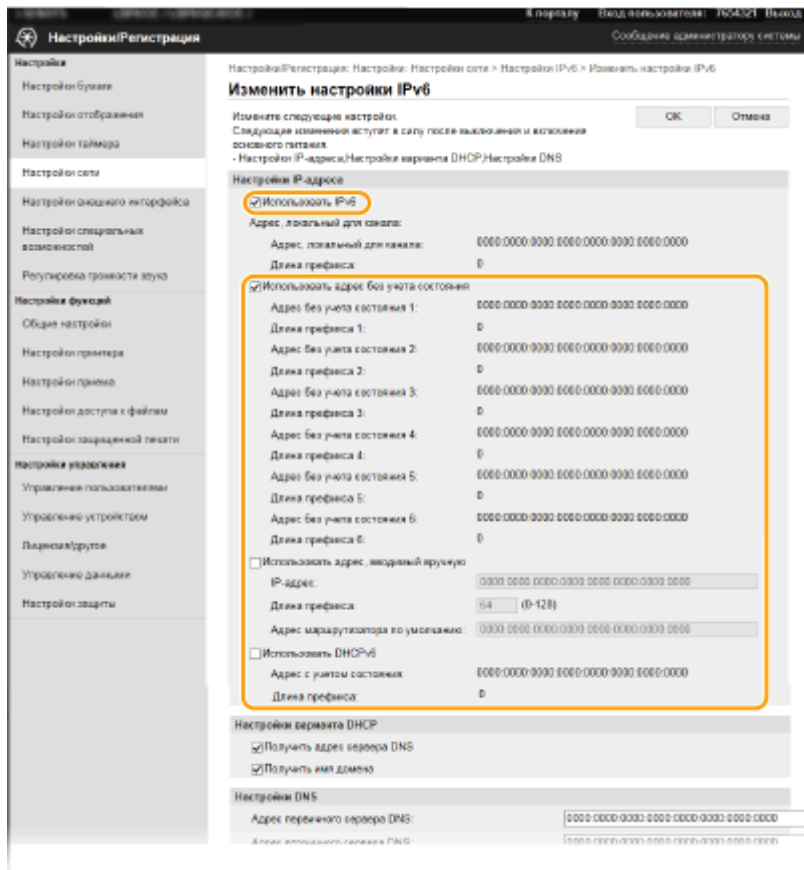 К порталу Вход пользователя: 7654321 Выход
Настройки/Регистрация
Сообщение администратору системы
Настройки
Настройки бумаги
Настройки отображения
Настройки таймера
Настройки сети
Настройки внешнего интерфейса
Настройки специальных
возможностей
Регулировка громкости звука
Настройки функций
Общие настройки
Настройки принтера
Настройки приема
Настройки доступа к файлам
Настройки защищенной печати
Настройки управления
Управление пользователями
Управление устройством
Лицензия/другое
Управление данными
Настройки защиты
Настройки/Регистрация: Настройки: Настройки сети > Настройки IPv6 > Изменить настройки IPv6
Изменить настройки IPv6
Измените следующие настройки.
Следующие изменения вступят в силу после выключения и включения
основного питания.
- Настройки IP-адреса,Настройки варианта DHCP,Настройки DNS
OK Отмена
Настройки IP-адреса
Использовать IPv6
Адрес, локальный для канала:
Адрес, локальный для канала: 0000:0000:0000:0000:0000:0000:0000:0000
Длина префикса: 0
Использовать адрес без учета состояния
Адрес без учета состояния 1: 0000:0000:0000:0000:0000:0000:0000:0000
Длина префикса 1: 0
Адрес без учета состояния 2: 0000:0000:0000:0000:0000:0000:0000:0000
Длина префикса 2: 0
Адрес без учета состояния 3: 0000:0000:0000:0000:0000:0000:0000:0000
Длина префикса 3: 0
Адрес без учета состояния 4: 0000:0000:0000:0000:0000:0000:0000:0000
Длина префикса 4: 0
Адрес без учета состояния 5: 0000:0000:0000:0000:0000:0000:0000:0000
Длина префикса 5: 0
Адрес без учета состояния 6: 0000:0000:0000:0000:0000:0000:0000:0000
Длина префикса 6: 0
Использовать адрес, вводимый вручную
IP-адрес: 0000:0000:0000:0000:0000:0000:0000:0000
Длина префикса: 64 (0-128)
Адрес маршрутизатора по умолчанию: 0000:0000:0000:0000:0000:0000:0000:0000
Использовать DHCPv6
Адрес с учетом состояния: 0000:0000:0000:0000:0000:0000:0000:0000
Длина префикса: 0
Настройки варианта DHCP
Получить адрес сервера DNS
Получить имя домена
Настройки DNS
Адрес первичного сервера DNS: 0000:0000:0000:0000:0000:0000:0000:0000
Адрес вторичного сервера DNS: 0000:0000:0000:0000:0000:0000:0000:0000